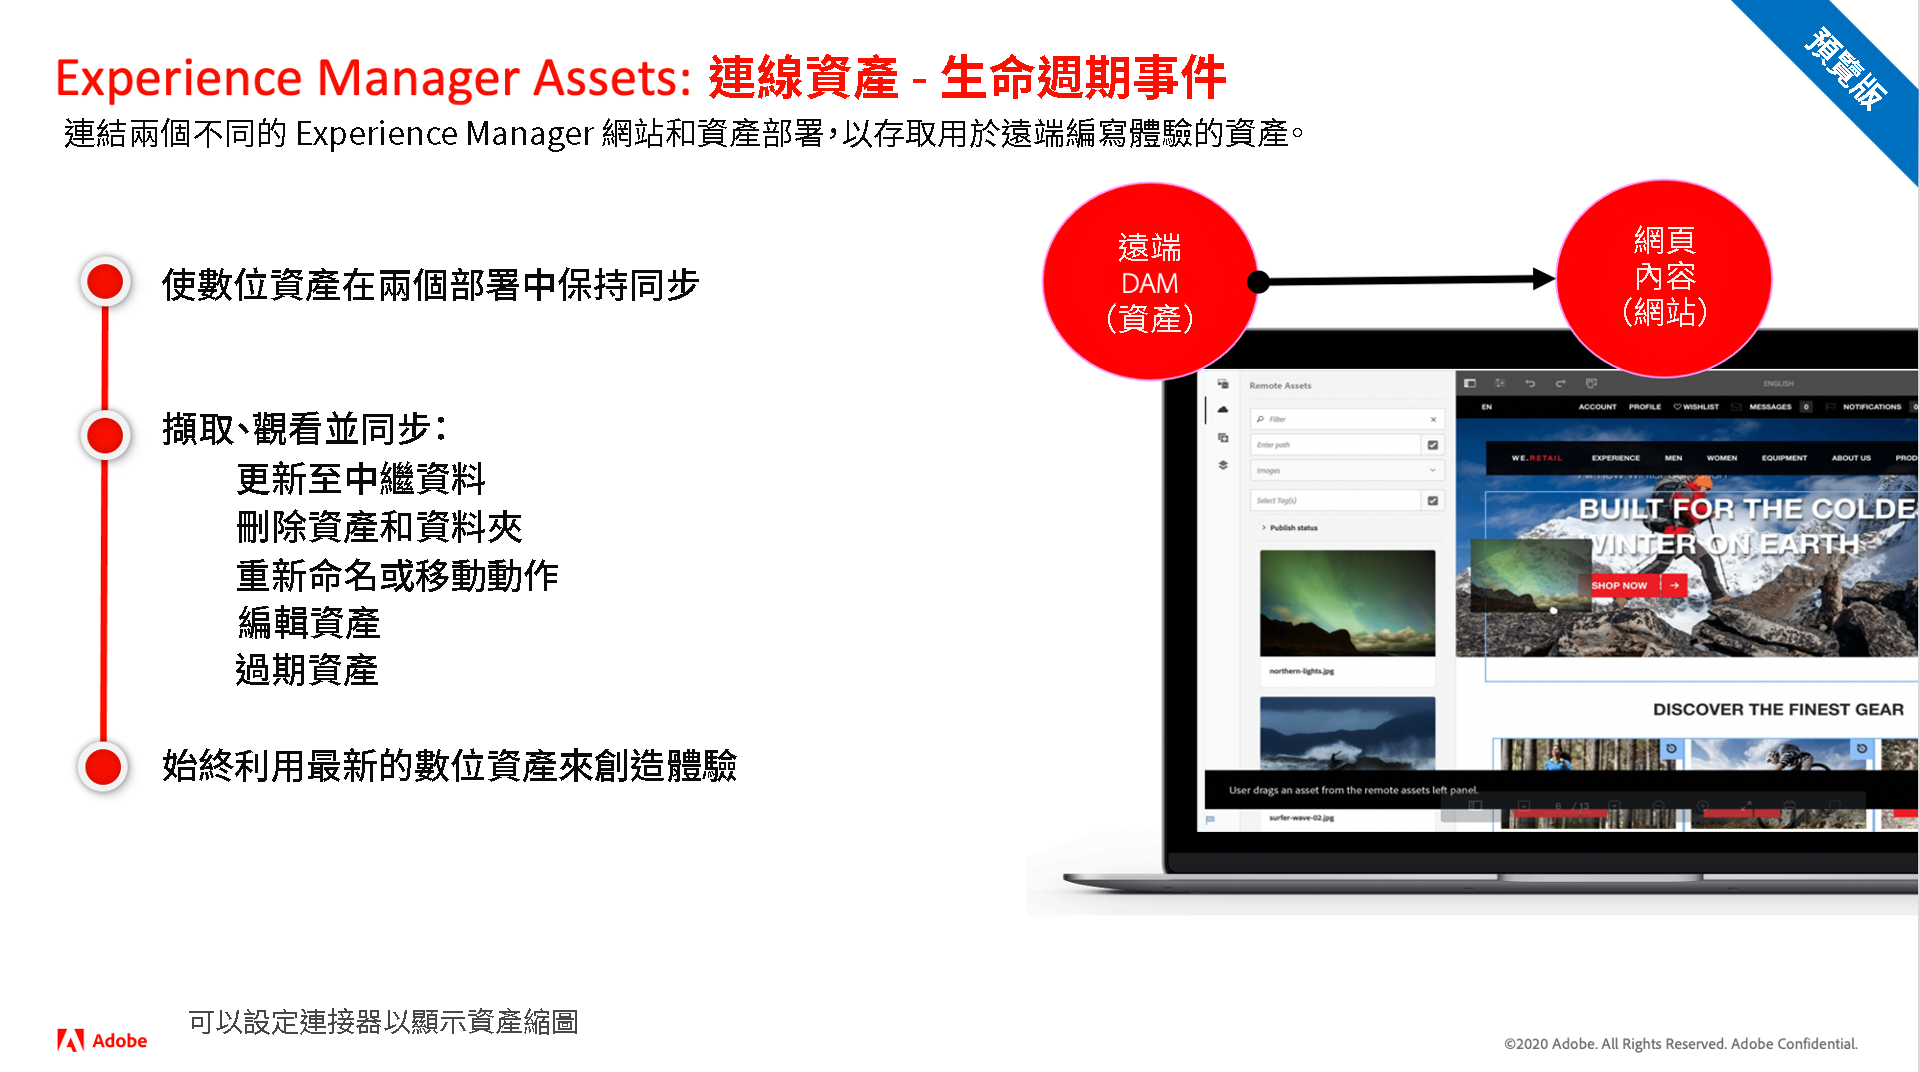 Experience Manager Assets: 連線資產 - 生命週期事件
預覽版
連結兩個不同的 Experience Manager 網站和資產部署，以存取用於遠端編寫體驗的資產。
使數位資產在兩個部署中保持同步
擷取、觀看並同步：
更新至中繼資料
刪除資產和資料夾
重新命名或移動動作
編輯資產
過期資產
始終利用最新的數位資產來創造體驗
遠端
DAM
（資產）
網頁
內容
（網站）
Remote Assets
Filter
Enter path
Images
Select Tag(s)
Publish status
northern-lights.jpg
surfer-wave-02.jpg
ENGLISH
EN
ACCOUNT PROFILE WISHLIST MESSAGES 0 NOTIFICATIONS 0
WE.RETAIL EXPERIENCE MEN WOMEN EQUIPMENT ABOUT US PROD
BUILT FOR THE COLDE
WINTER ON EARTH
SHOP NOW
DISCOVER THE FINEST GEAR
User drags an asset from the remote assets left panel.
6 / 13
可以設定連接器以顯示資產縮圖
Adobe
©2020 Adobe. All Rights Reserved. Adobe Confidential.